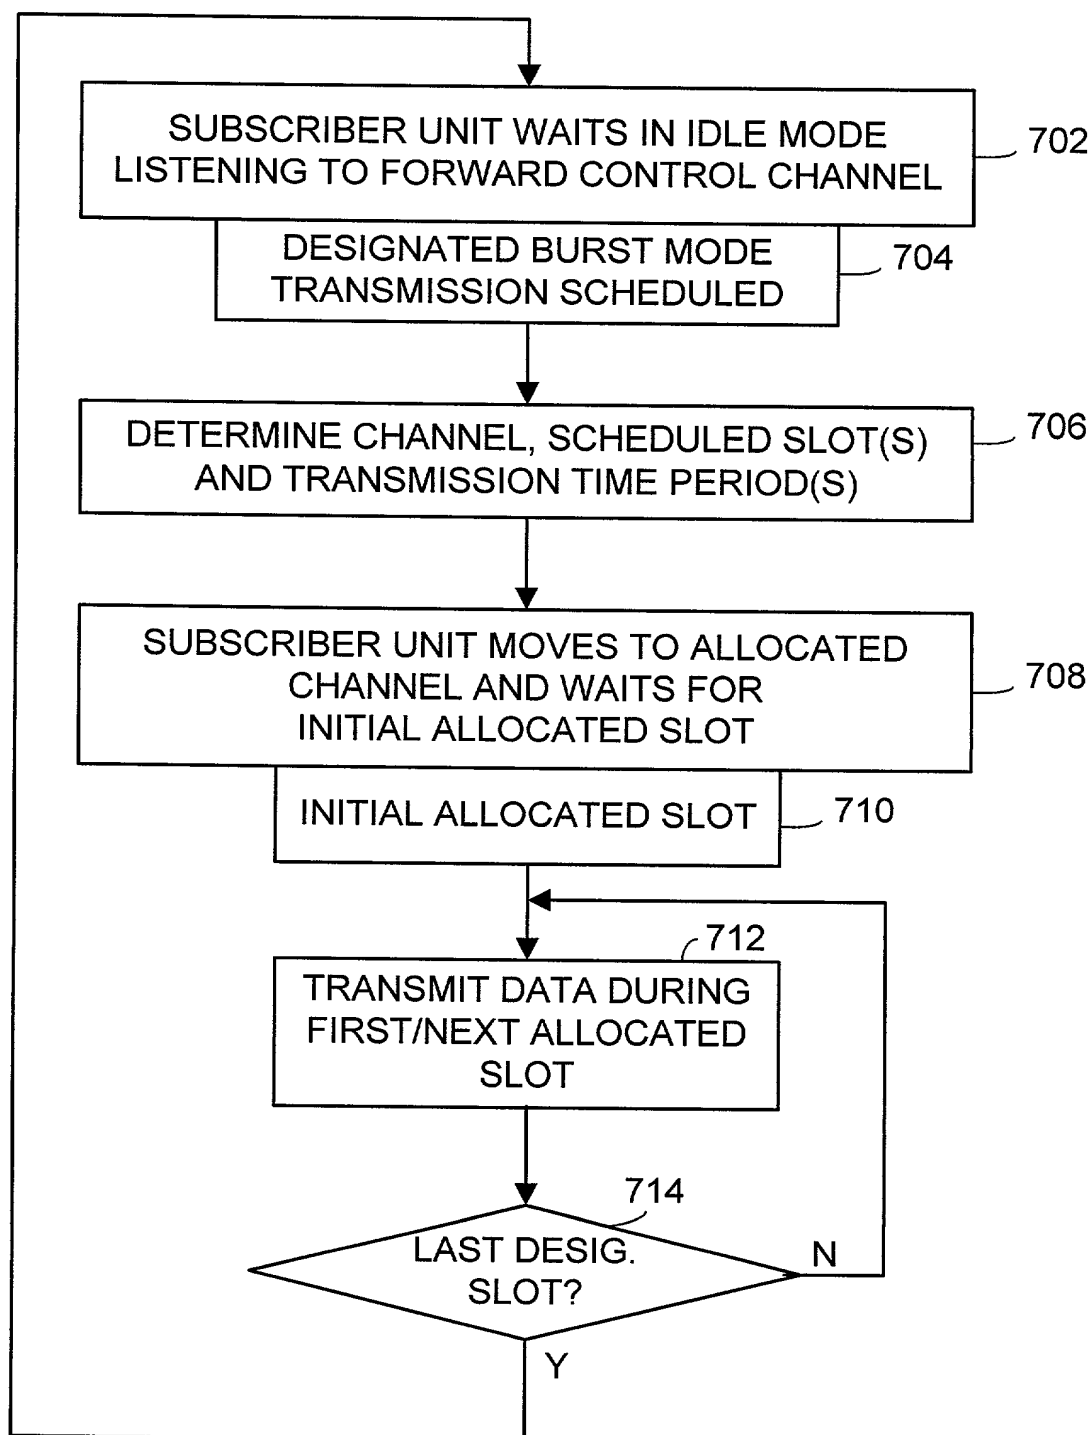 SUBSCRIBER UNIT WAITS IN IDLE MODE
LISTENING TO FORWARD CONTROL CHANNEL
702
DESIGNATED BURST MODE
TRANSMISSION SCHEDULED
704
DETERMINE CHANNEL, SCHEDULED SLOT(S)
AND TRANSMISSION TIME PERIOD(S)
706
SUBSCRIBER UNIT MOVES TO ALLOCATED
CHANNEL AND WAITS FOR
INITIAL ALLOCATED SLOT
708
INITIAL ALLOCATED SLOT
710
712
TRANSMIT DATA DURING
FIRST/NEXT ALLOCATED
SLOT
714
LAST DESIG.
SLOT?
N
Y